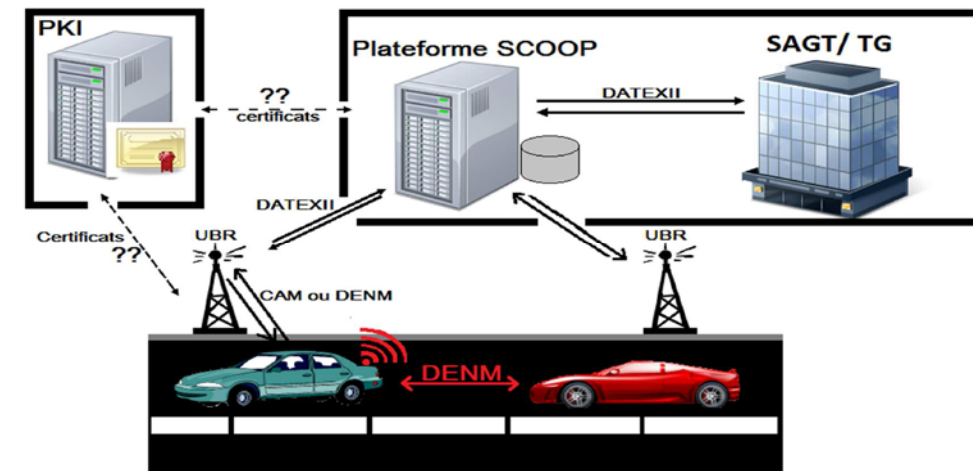 PKI
Plateforme SCOOP
SAGT/ TG
??
certificats
DATEXII
DATEXII
Certificats
??
UBR
UBR
CAM ou DENM
DENM